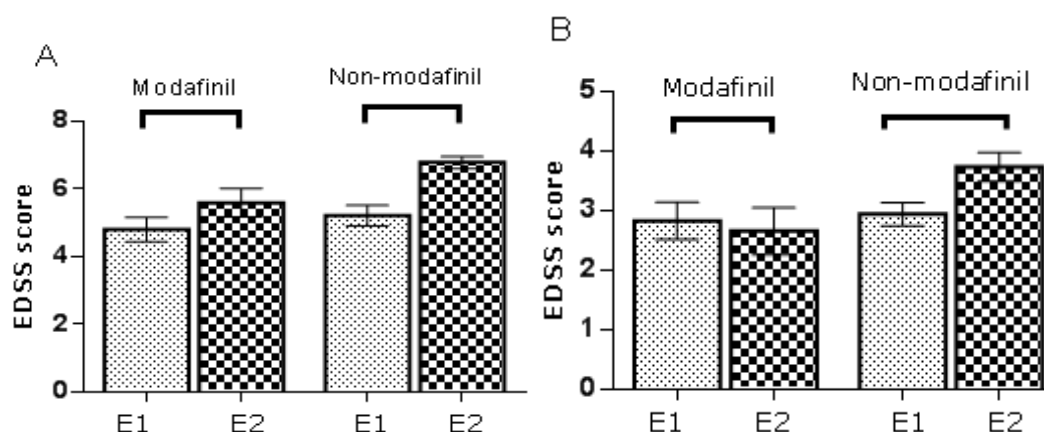 A
Modafinil
Non-modafinil
EDSS score
8
6
4
2
0
E1
E2
E1
E2
B
Modafinil
Non-modafinil
EDSS score
5
4
3
2
1
0
E1
E2
E1
E2